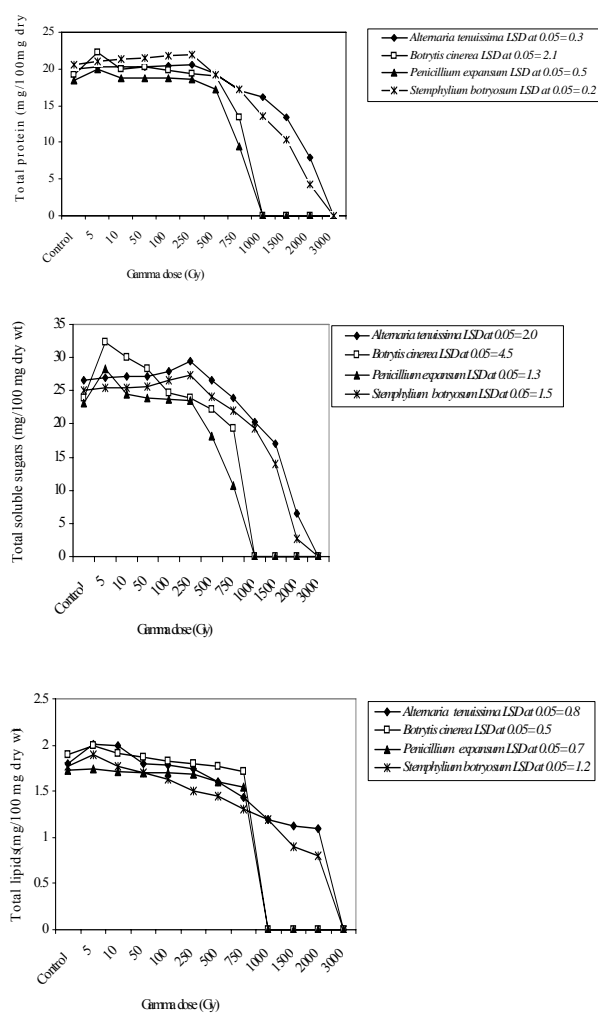 Total protein (mg/100mg dry
25
20
15
10
5
0
Control
5
10
50
100
250
500
750
1000
1500
2000
3000
Gamma dose (Gy)
Alternaria tenuissima LSD at 0.05= 0.3
Botrytis cinerea LSD at 0.05= 2.1
Penicillium expansum LSD at 0.05= 0.5
Stemphylium botryosum LSD at 0.05= 0.2
Total soluble sugars (mg/100 mg dry wt)
35
30
25
20
15
10
5
0
Control
5
10
50
100
250
500
750
1000
1500
2000
3000
Gamma dose (Gy)
Alternaria tenuissima LSD at 0.05= 2.0
Botrytis cinerea LSD at 0.05= 4.5
Penicillium expansum LSD at 0.05= 1.3
Stemphylium botryosum LSD at 0.05= 1.5
Total lipids(mg/100 mg dry wt)
2.5
2
1.5
1
0.5
0
Control
5
10
50
100
250
500
750
1000
1500
2000
3000
Gamma dose (Gy)
Alternaria tenuissima LSD at 0.05= 0.8
Botrytis cinerea LSD at 0.05= 0.5
Penicillium expansum LSD at 0.05= 0.7
Stemphylium botryosum LSD at 0.05= 1.2